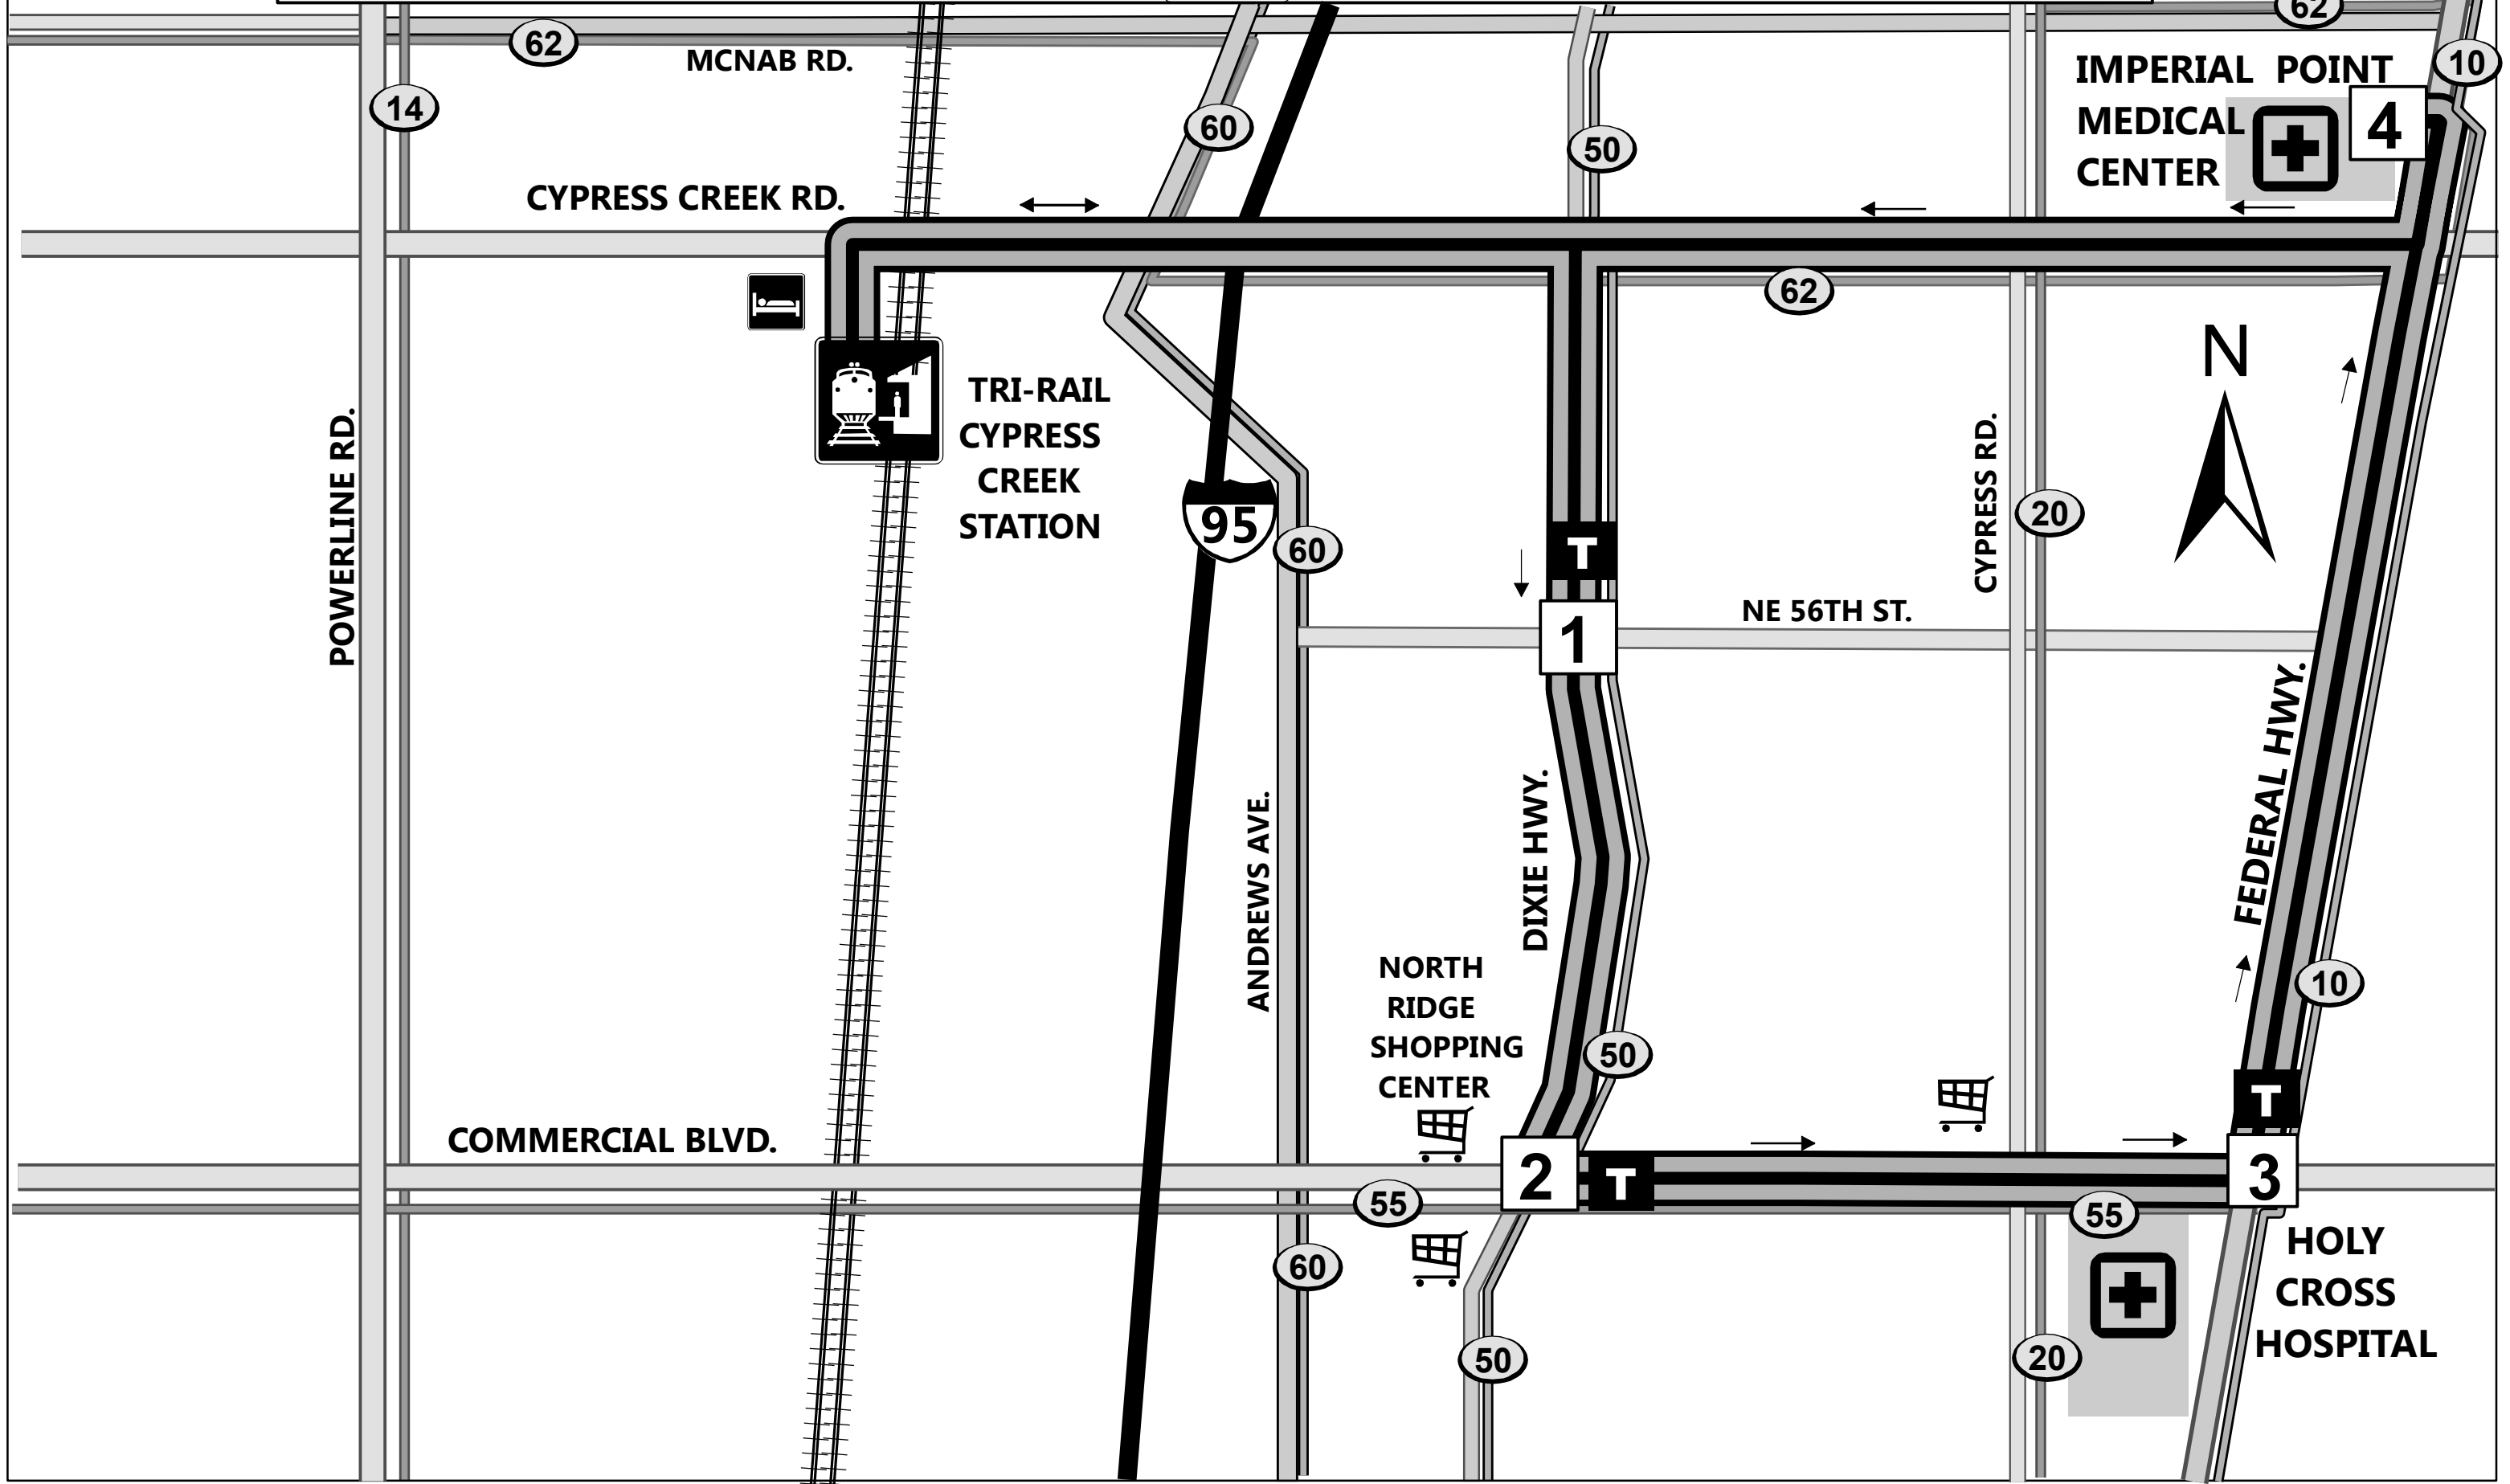 62
62
MCNAB RD.
10
14
60
50
IMPERIAL POINT
MEDICAL
CENTER
4
CYPRESS CREEK RD.
62
N
TRI-RAIL
CYPRESS
CREEK
STATION
POWERLINE RD.
95
60
T
CYPRESS RD.
20
1
NE 56TH ST.
FEDERAL HWY.
ANDREWS AVE.
DIXIE HWY.
NORTH
RIDGE
SHOPPING
CENTER
50
10
T
COMMERCIAL BLVD.
2
T
3
55
55
60
50
20
HOLY
CROSS
HOSPITAL